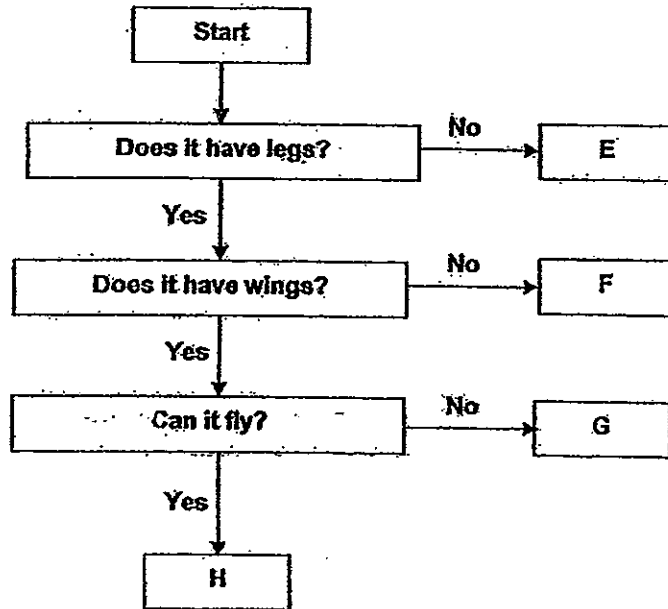 Start
Does it have legs?
No
E
Yes
Does it have wings?
No
F
Yes
Can it fly?
No
G
Yes
H